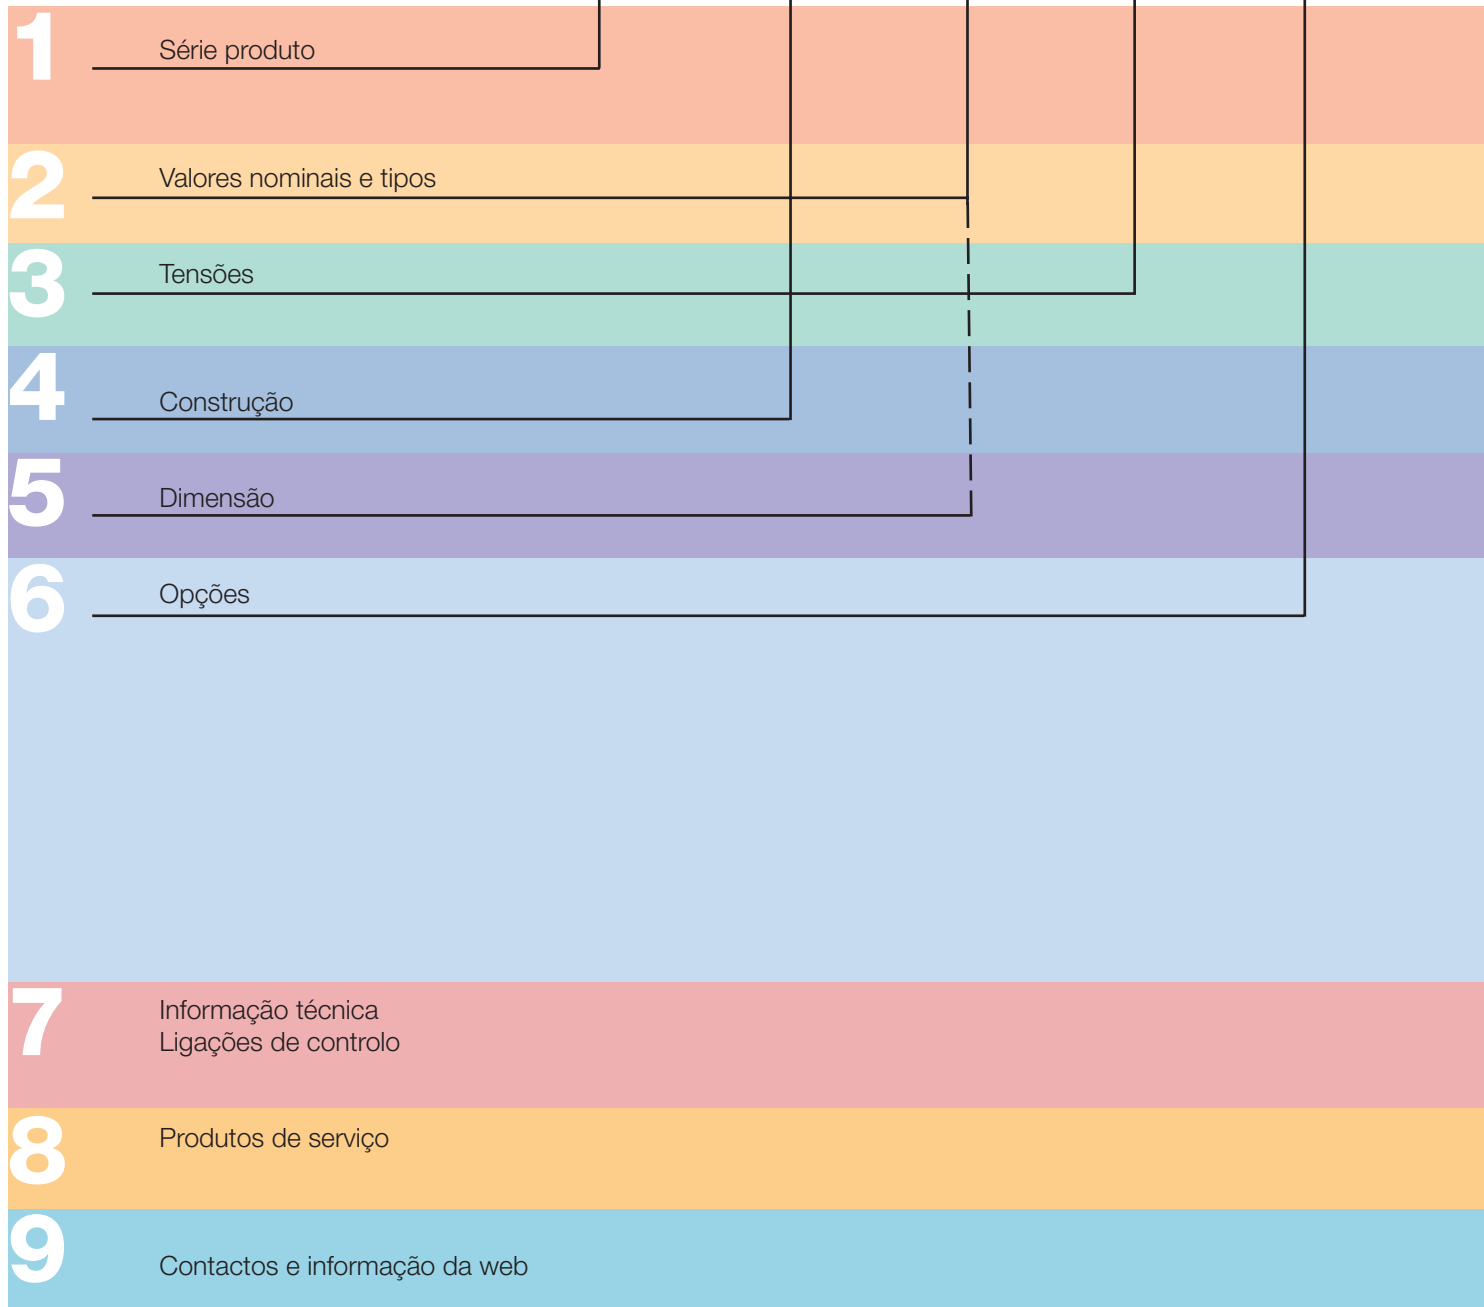 1
Série produto
2
Valores nominais e tipos
3
Tensões
4
Construção
5
Dimensão
6
Opções
7
Informação técnica
Ligações de controlo
8
Produtos de serviço
9
Contactos e informação da web